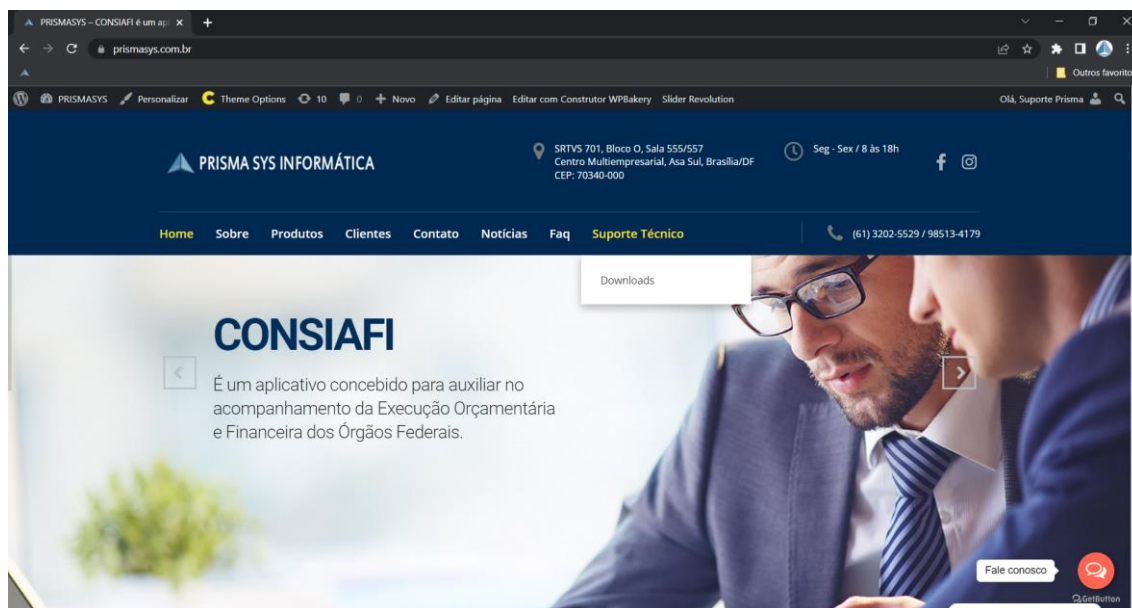 PRISMASYS – CONSIAFI é um ap
prismasys.com.br
Outros favorito
PRISMASYS Personalizar Theme Options 10 0 Novo Editar página Editar com Construtor WPBakery Slider Revolution Olá, Suporte Prisma
PRISMA SYS INFORMÁTICA
SRTVS 701, Bloco O, Sala 555/557
Centro Multiempresarial, Asa Sul, Brasília/DF
CEP: 70340-000
Seg - Sex / 8 às 18h
Home Sobre Produtos Clientes Contato Notícias Faq Suporte Técnico
(61) 3202-5529 / 98513-4179
Downloads
CONSIAFI
É um aplicativo concebido para auxiliar no
acompanhamento da Execução Orçamentária
e Financeira dos Órgãos Federais.
Fale conosco
GetButton